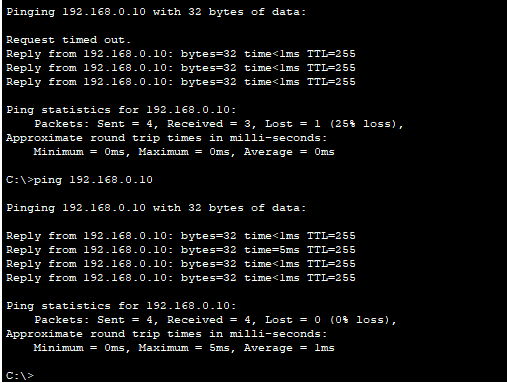 Pinging 192.168.0.10 with 32 bytes of data:
Request timed out.
Reply from 192.168.0.10: bytes=32 time<1ms TTL=255
Reply from 192.168.0.10: bytes=32 time<1ms TTL=255
Reply from 192.168.0.10: bytes=32 time<1ms TTL=255
Ping statistics for 192.168.0.10:
Packets: Sent = 4, Received = 3, Lost = 1 (25% loss),
Approximate round trip times in milli-seconds:
Minimum = 0ms, Maximum = 0ms, Average = 0ms
C:\>ping 192.168.0.10
Pinging 192.168.0.10 with 32 bytes of data:
Reply from 192.168.0.10: bytes=32 time<1ms TTL=255
Reply from 192.168.0.10: bytes=32 time=5ms TTL=255
Reply from 192.168.0.10: bytes=32 time<1ms TTL=255
Reply from 192.168.0.10: bytes=32 time<1ms TTL=255
Ping statistics for 192.168.0.10:
Packets: Sent = 4, Received = 4, Lost = 0 (0% loss),
Approximate round trip times in milli-seconds:
Minimum = 0ms, Maximum = 5ms, Average = 1ms
C:\>